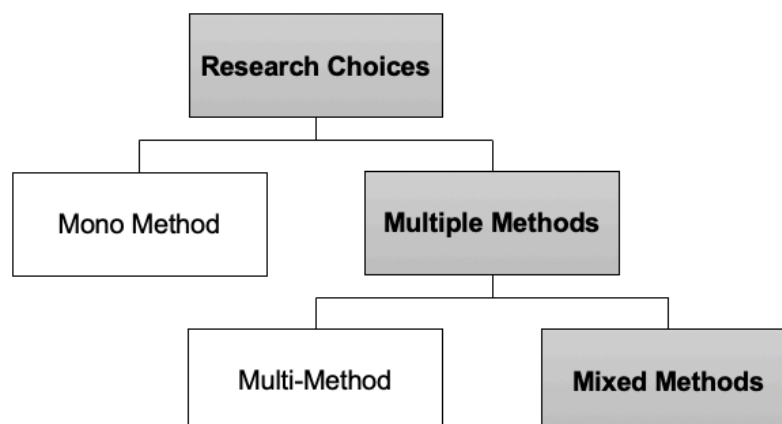 Research Choices
Mono Method
Multiple Methods
Multi-Method
Mixed Methods